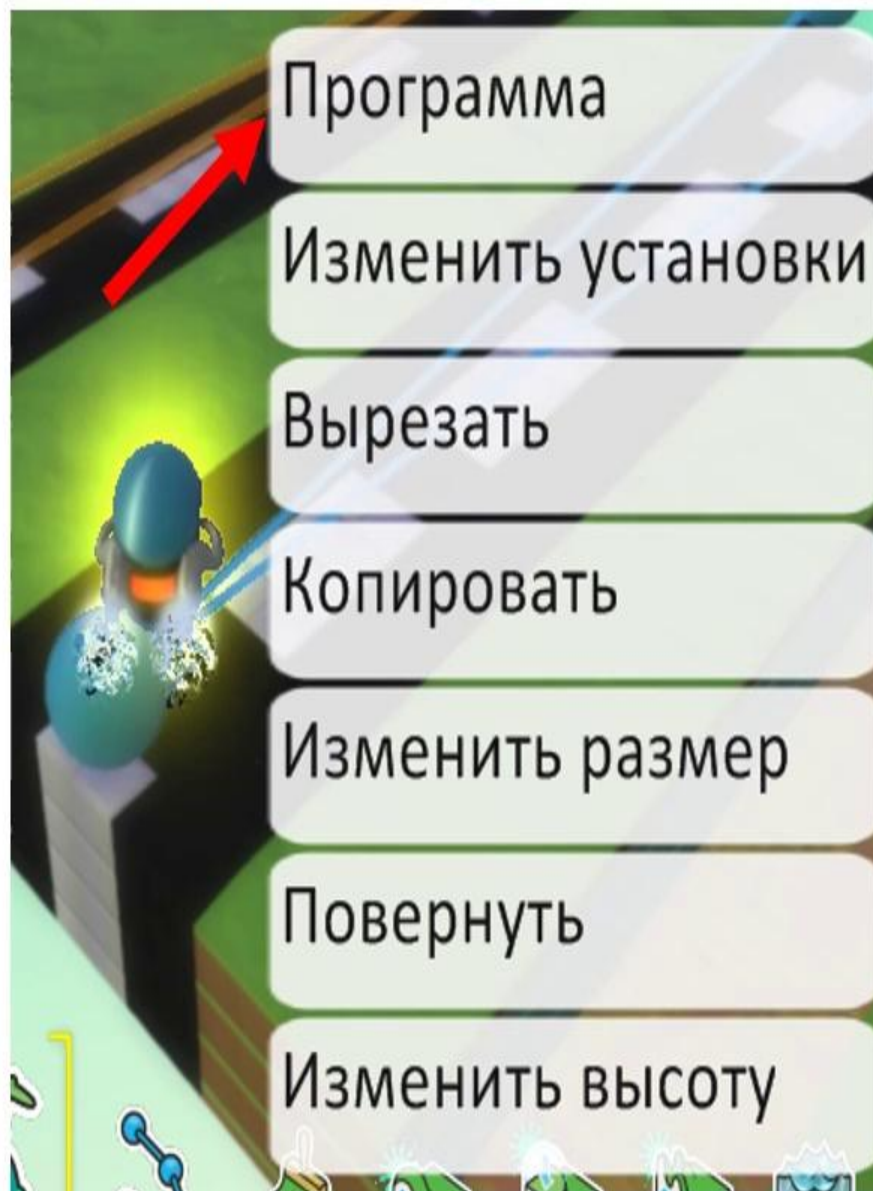 Программа
Изменить установки
Вырезать
Копировать
Изменить размер
Повернуть
Изменить высоту